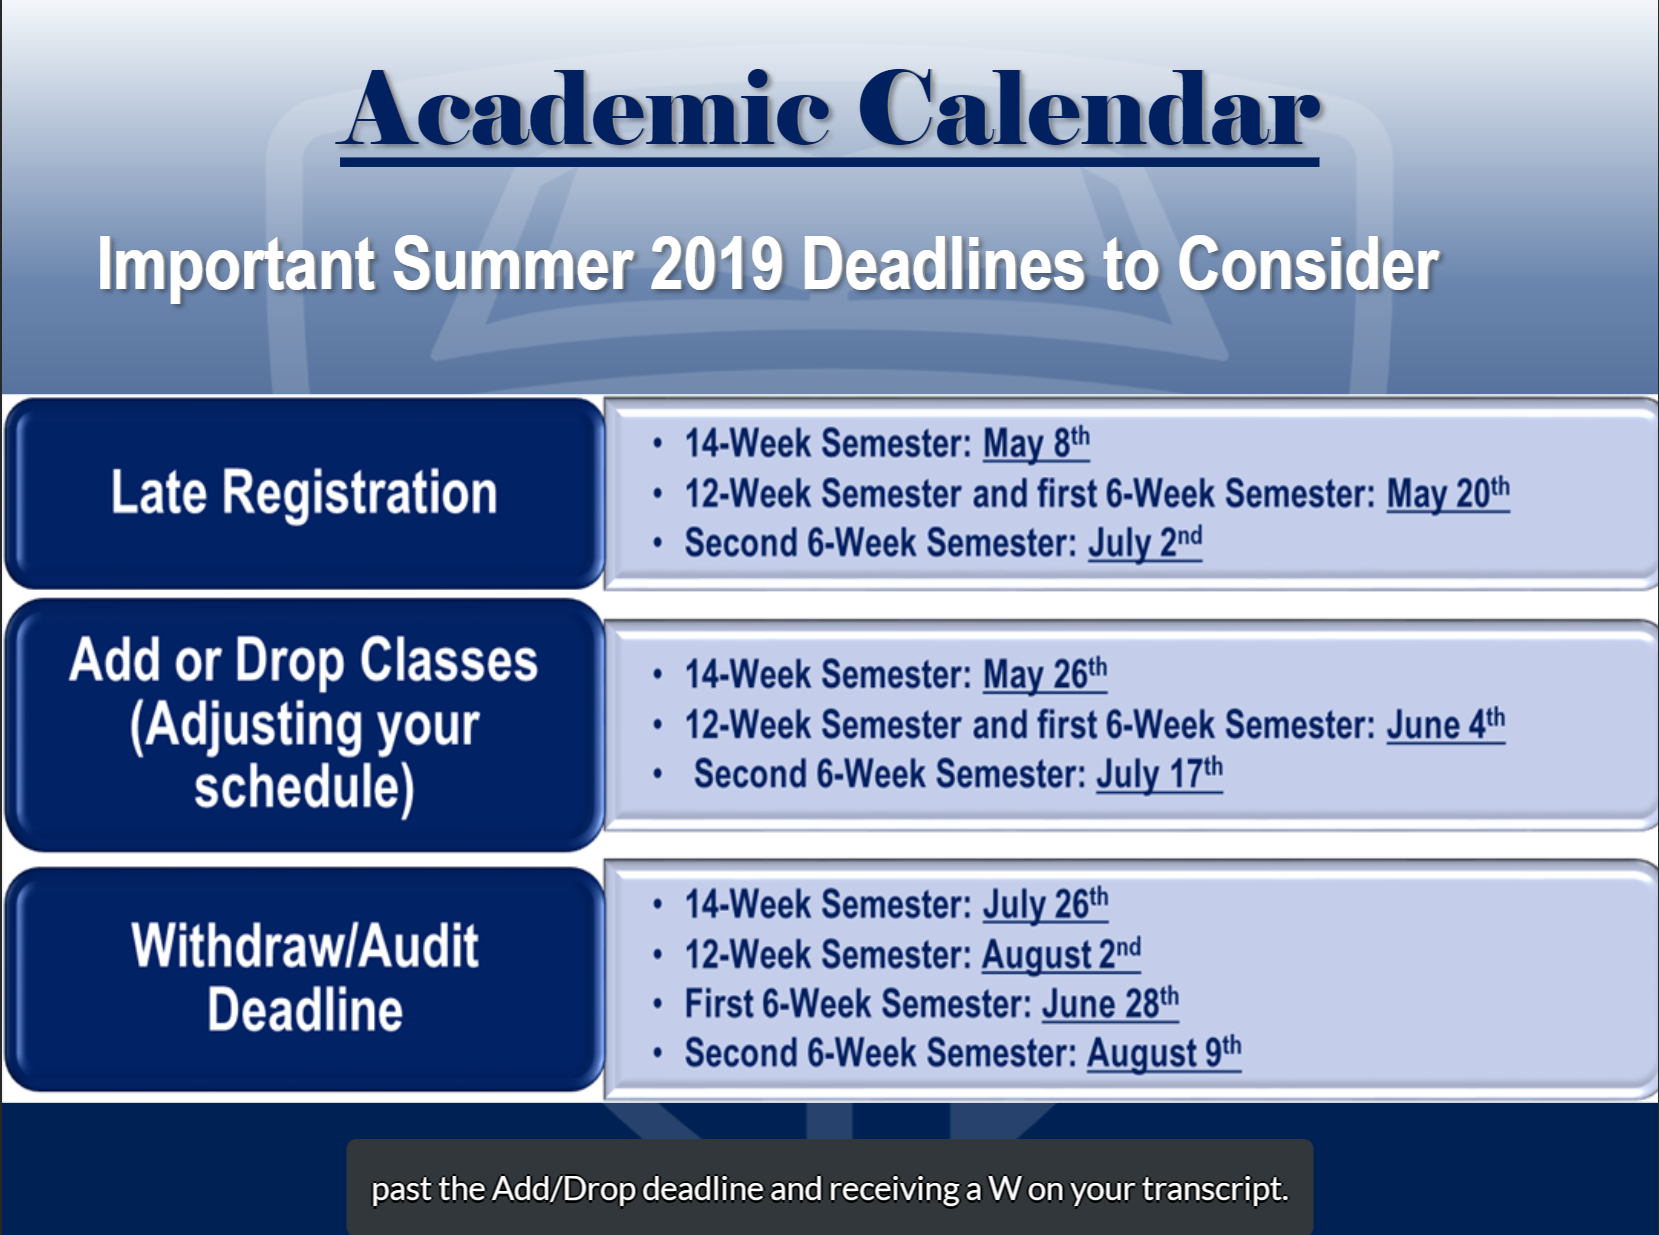 Academic Calendar
Important Summer 2019 Deadlines to Consider
Late Registration
• 14-Week Semester: May 8th
• 12-Week Semester and first 6-Week Semester: May 20th
• Second 6-Week Semester: July 2nd
Add or Drop Classes
(Adjusting your
schedule)
• 14-Week Semester: May 26th
• 12-Week Semester and first 6-Week Semester: June 4th
• Second 6-Week Semester: July 17th
Withdraw/Audit
Deadline
• 14-Week Semester: July 26th
• 12-Week Semester: August 2nd
• First 6-Week Semester: June 28th
• Second 6-Week Semester: August 9th
past the Add/Drop deadline and receiving a W on your transcript.